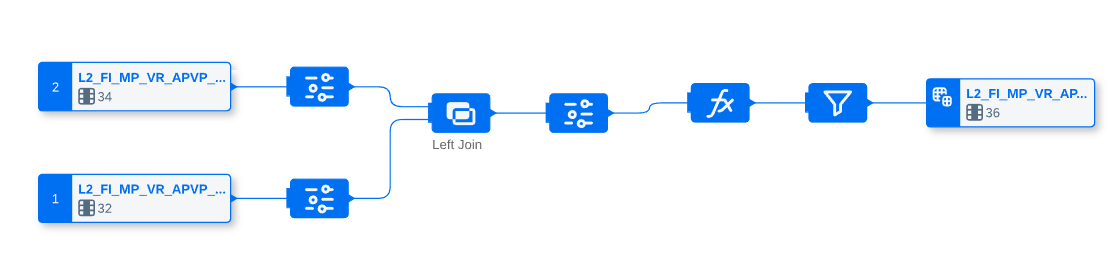 2
L2_FI_MP_VR_APVP_...
34
Left Join
fx
L2_FI_MP_VR_AP...
36
1
L2_FI_MP_VR_APVP_...
32